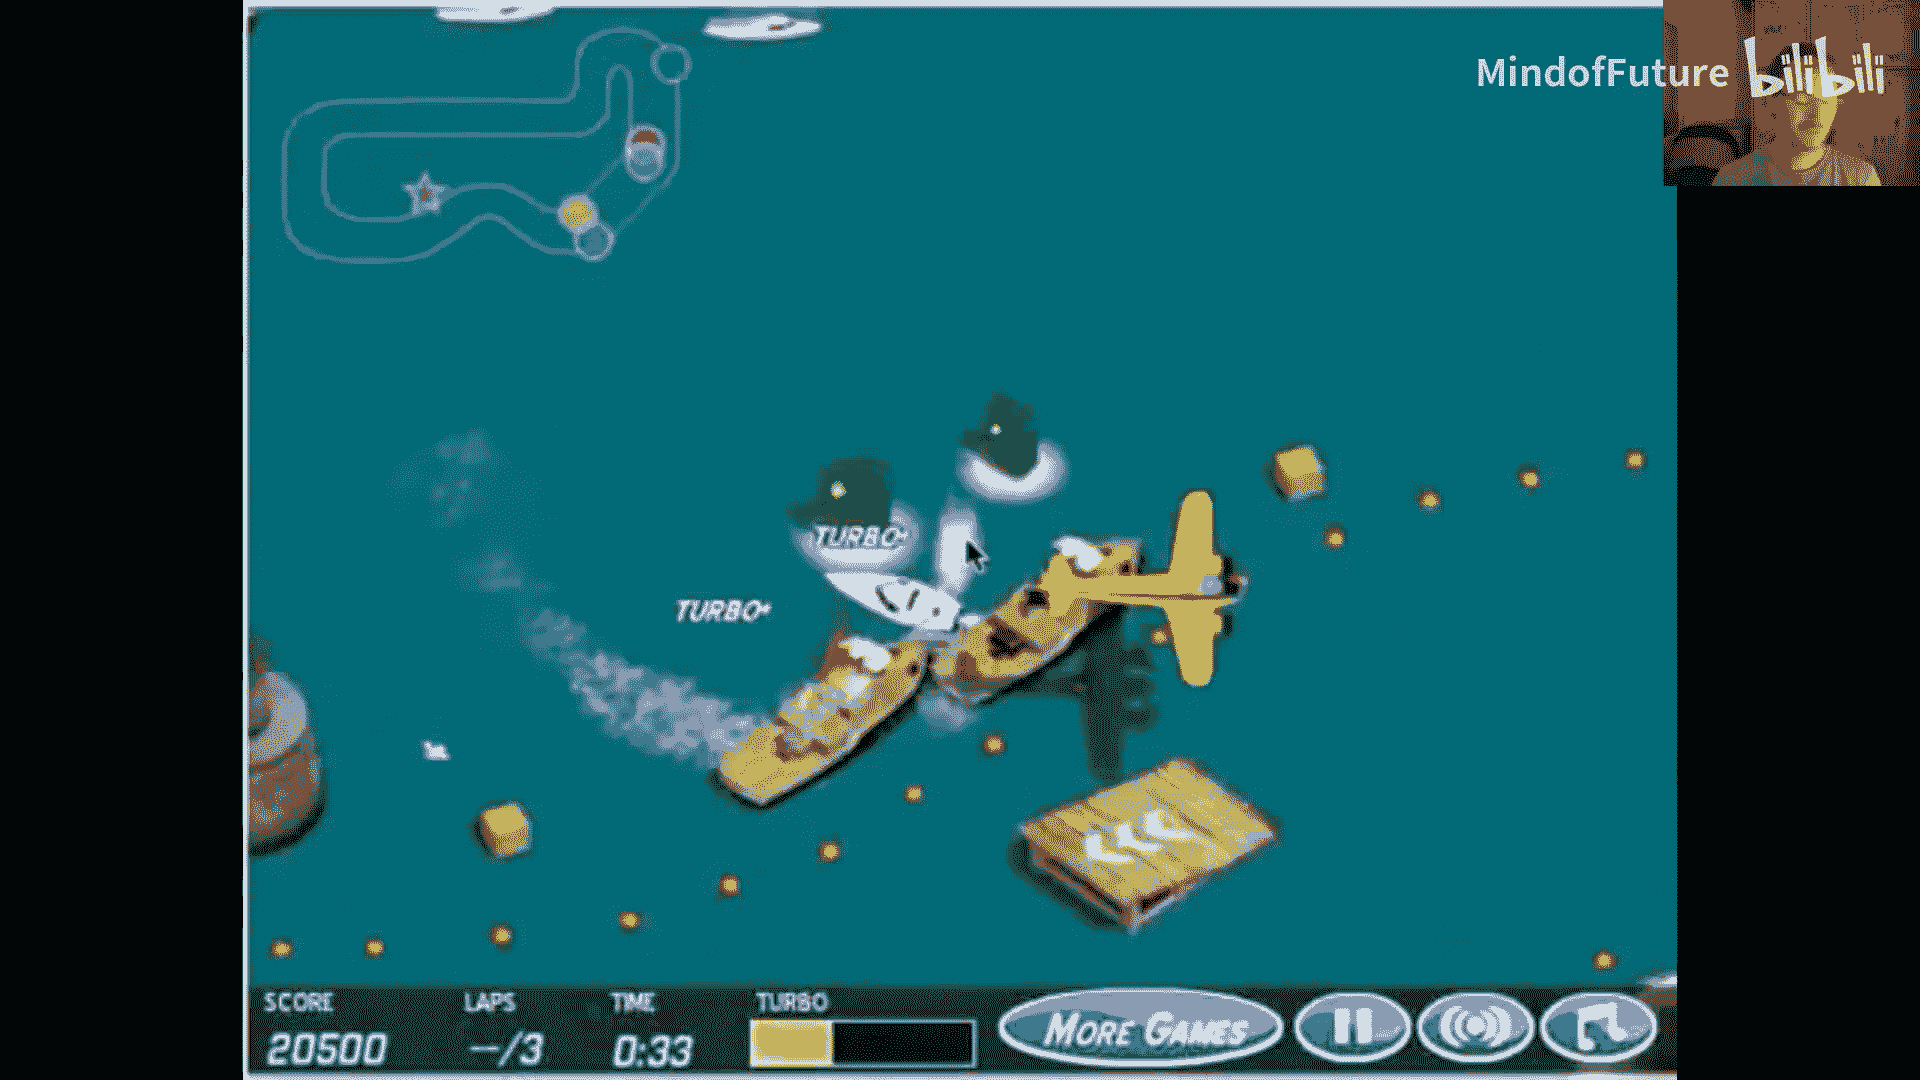 MindofFuture bilibili
TURBO+
TURBO+
SCORE
LAPS
TIME
TURBO
20500
–/3
0:33
MORE GAMES